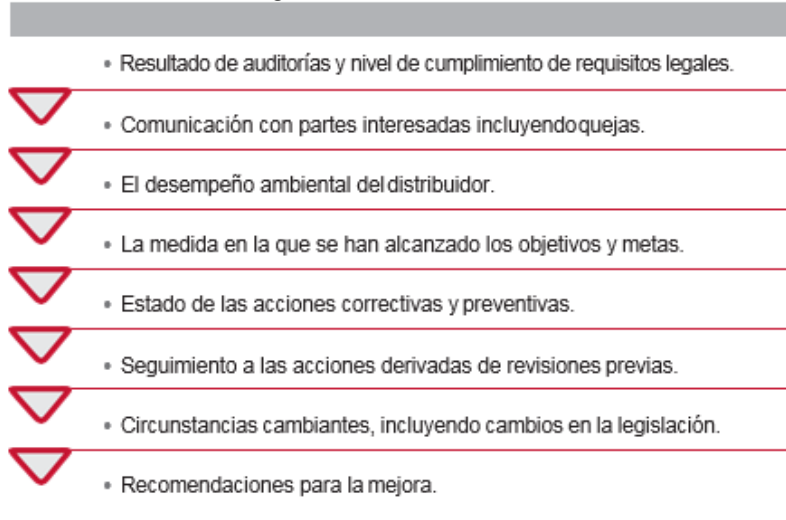 • Resultado de auditorías y nivel de cumplimiento de requisitos legales.
• Comunicación con partes interesadas incluyendoquejas.
• El desempeño ambiental deldistribuidor.
• La medida en la que se han alcanzado los objetivos y metas.
• Estado de las acciones correctivas y preventivas.
• Seguimiento a las acciones derivadas de revisiones previas.
• Circunstancias cambiantes, incluyendo cambios en la legislación.
• Recomendaciones para la mejora.